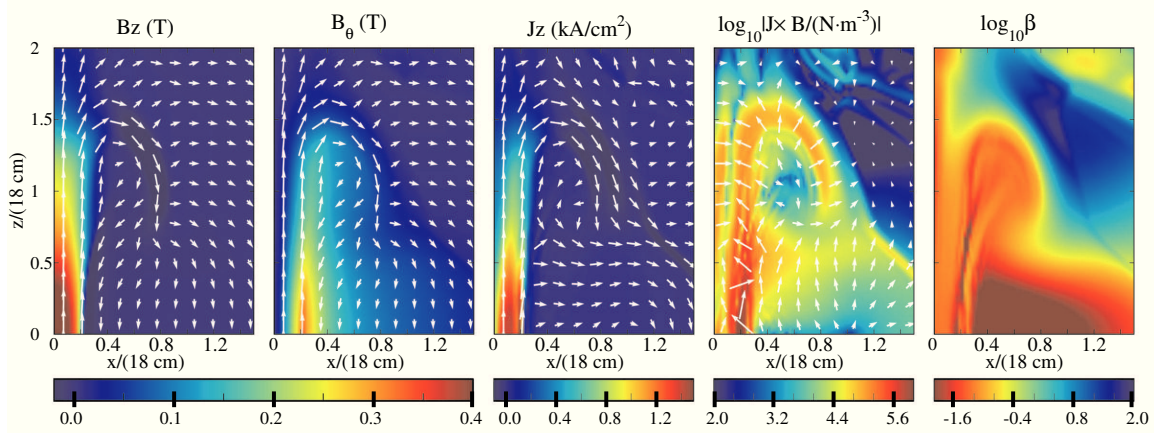 Bz (T) B_θ (T) Jz (kA/cm²) log₁₀|J× B/(N·m⁻³)| log₁₀β
z/(18 cm)
2
1.5
1
0.5
0
0 0.4 0.8 1.2 0 0.4 0.8 1.2 0 0.4 0.8 1.2 0 0.4 0.8 1.2 0 0.4 0.8 1.2
x/(18 cm) x/(18 cm) x/(18 cm) x/(18 cm) x/(18 cm)
0.0 0.1 0.2 0.3 0.4 0.0 0.4 0.8 1.2 2.0 3.2 4.4 5.6 -1.6 -0.4 0.8 2.0